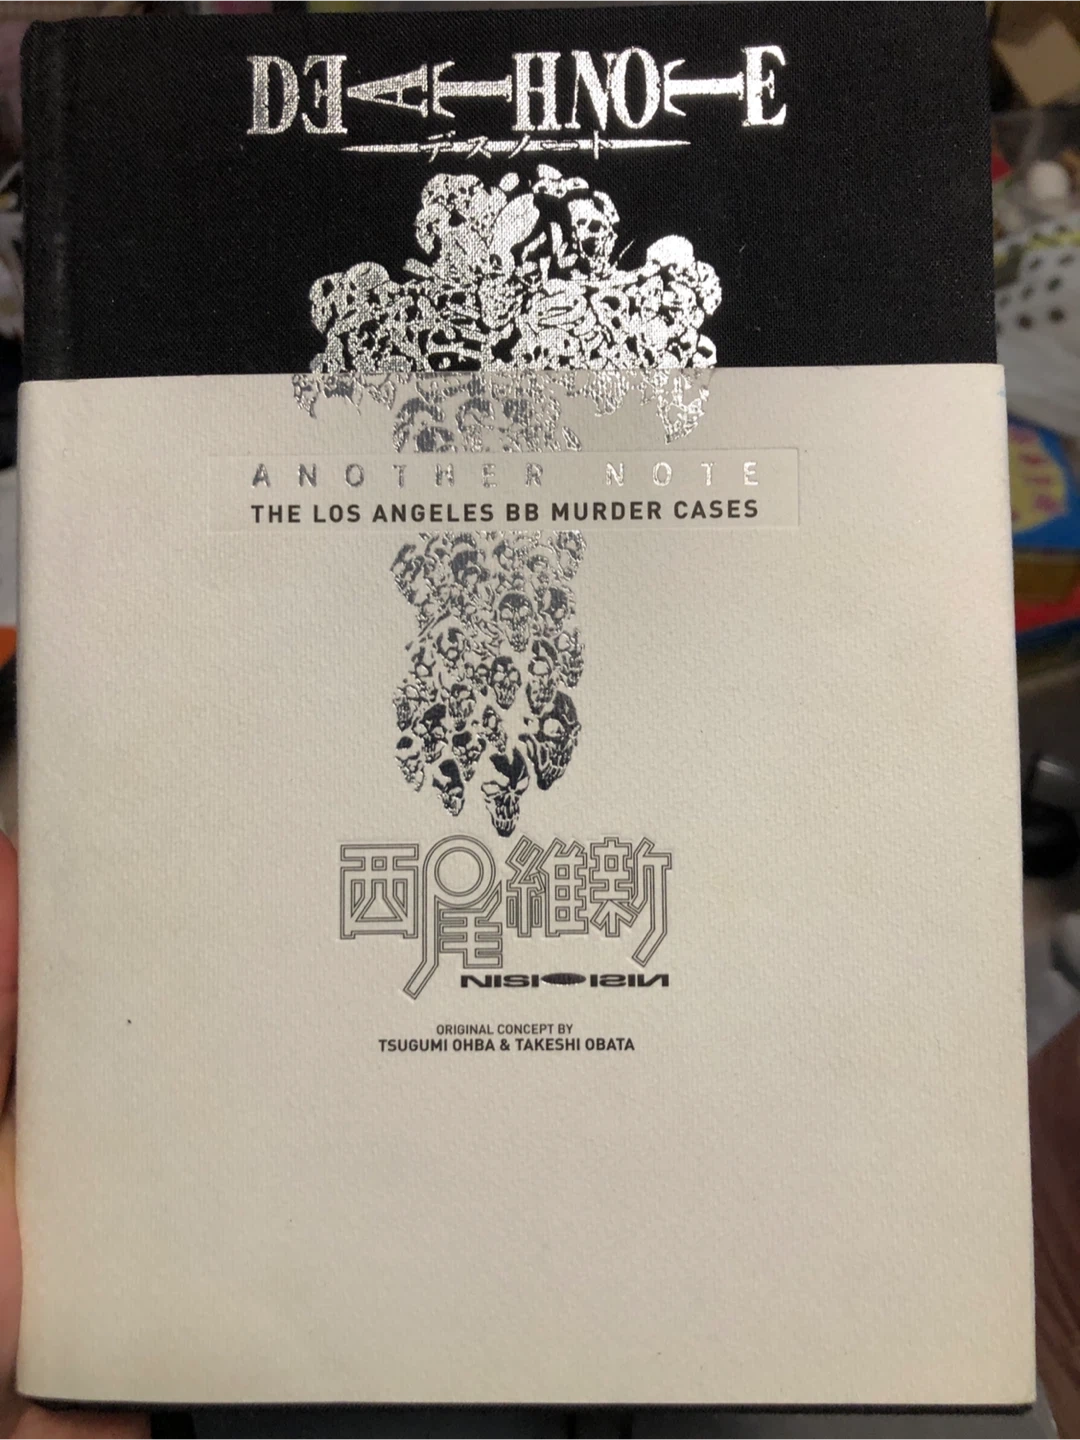 DEATH NOTE
デスノート
ANOTHER NOTE
THE LOS ANGELES BB MURDER CASES
西尾維新
NISIOISIN
ORIGINAL CONCEPT BY
TSUGUMI OHBA & TAKESHI OBATA